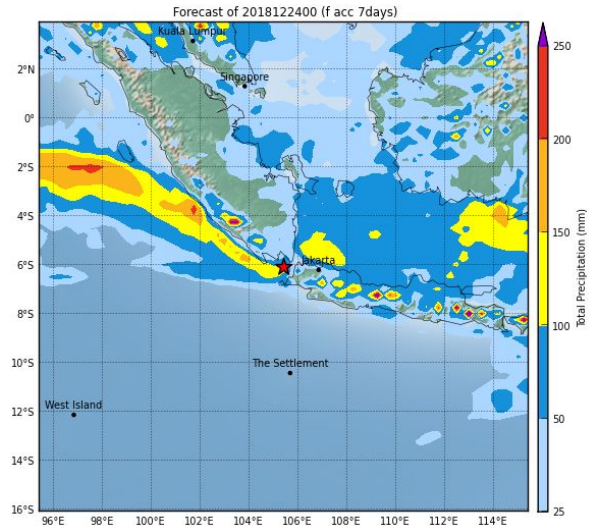 Forecast of 2018122400 (f acc 7days)
Kuala Lumpur
Singapore
Jakarta
The Settlement
West Island
2°N
0°
2°S
4°S
6°S
8°S
10°S
12°S
14°S
16°S
96°E 98°E 100°E 102°E 104°E 106°E 108°E 110°E 112°E 114°E
250
200
150
100
50
25
Total Precipitation (mm)